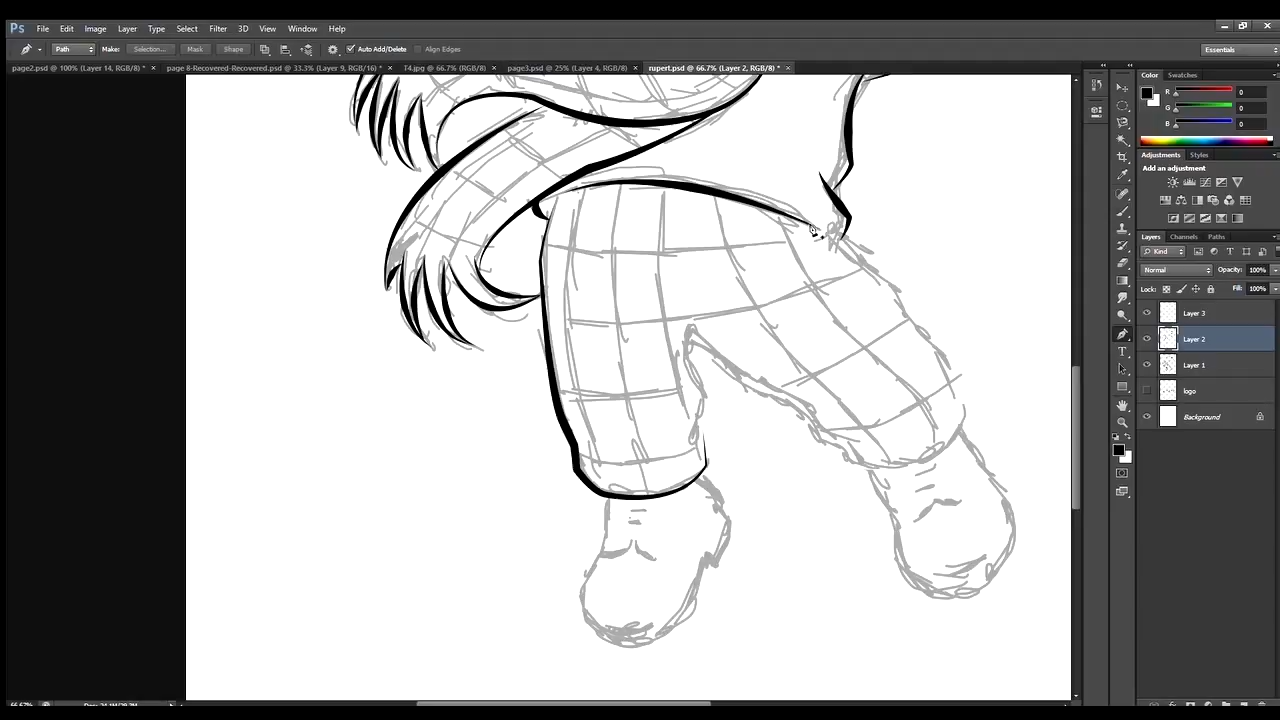 Ps File Edit Image Layer Type Select Filter 3D View Window Help
Path Make: Selection... Mask Shape Auto Add/Delete Align Edges Essentials
page2.psd @ 100% (Layer 14, RGB/8) * × page 8-Recovered-Recovered.psd @ 33.3% (Layer 9, RGB/16) * × T4.jpg @ 66.7% (RGB/8) × page3.psd @ 25% (Layer 4, RGB/8) × rupert.psd @ 66.7% (Layer 2, RGB/8) * ×
Color Swatches
R 0
G 0
B 0
Adjustments Styles
Add an adjustment
Layers Channels Paths
Kind
Normal Opacity: 100%
Lock: Fill: 100%
Layer 3
Layer 2
Layer 1
logo
Background